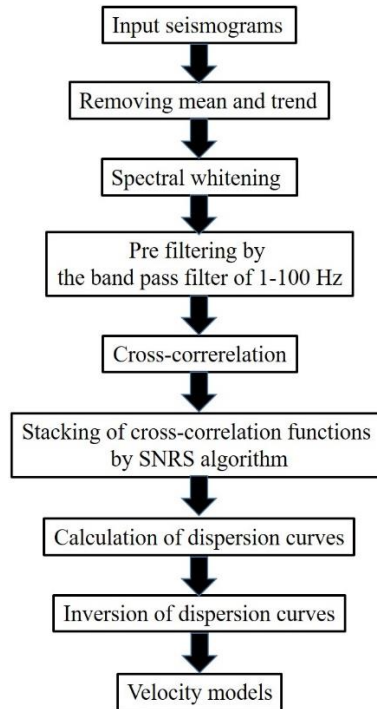 Input seismograms
Removing mean and trend
Spectral whitening
Pre filtering by
the band pass filter of 1-100 Hz
Cross-correrelation
Stacking of cross-correlation functions
by SNRS algorithm
Calculation of dispersion curves
Inversion of dispersion curves
Velocity models